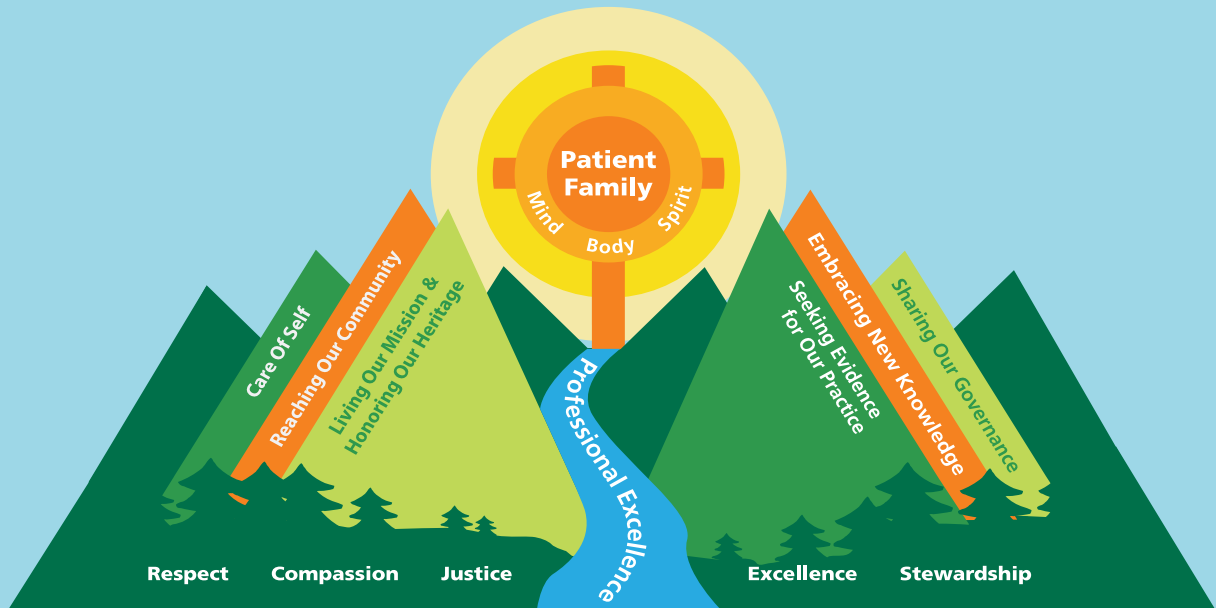 Patient
Family
Mind
Body
Spirit
Care Of Self
Reaching Our Community
Living Our Mission &
Honoring Our Heritage
Seeking Evidence
for Our Practice
Embracing New Knowledge
Sharing Our Governance
Professional Excellence
Respect
Compassion
Justice
Excellence
Stewardship